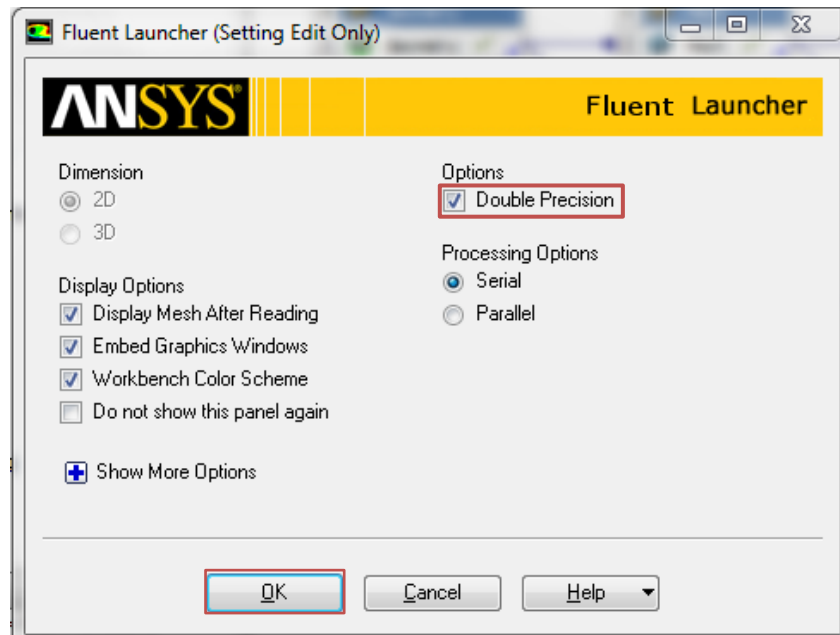 Fluent Launcher (Setting Edit Only)
ANSYS®
Fluent Launcher
Dimension
2D
3D
Display Options
Display Mesh After Reading
Embed Graphics Windows
Workbench Color Scheme
Do not show this panel again
Show More Options
Options
Double Precision
Processing Options
Serial
Parallel
OK
Cancel
Help